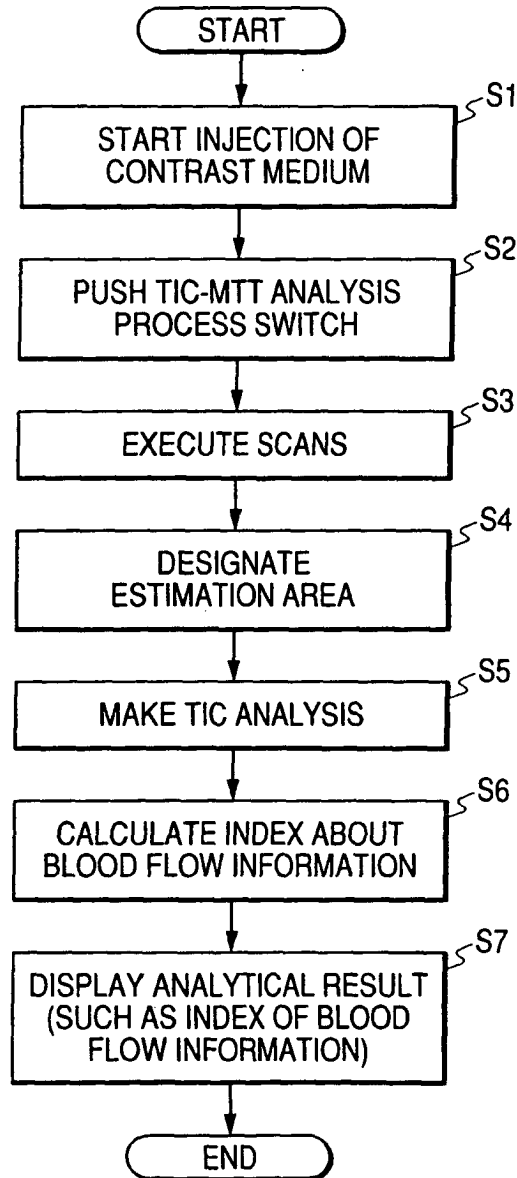 START
S1
START INJECTION OF
CONTRAST MEDIUM
S2
PUSH TIC-MTT ANALYSIS
PROCESS SWITCH
S3
EXECUTE SCANS
S4
DESIGNATE
ESTIMATION AREA
S5
MAKE TIC ANALYSIS
S6
CALCULATE INDEX ABOUT
BLOOD FLOW INFORMATION
S7
DISPLAY ANALYTICAL RESULT
(SUCH AS INDEX OF BLOOD
FLOW INFORMATION)
END